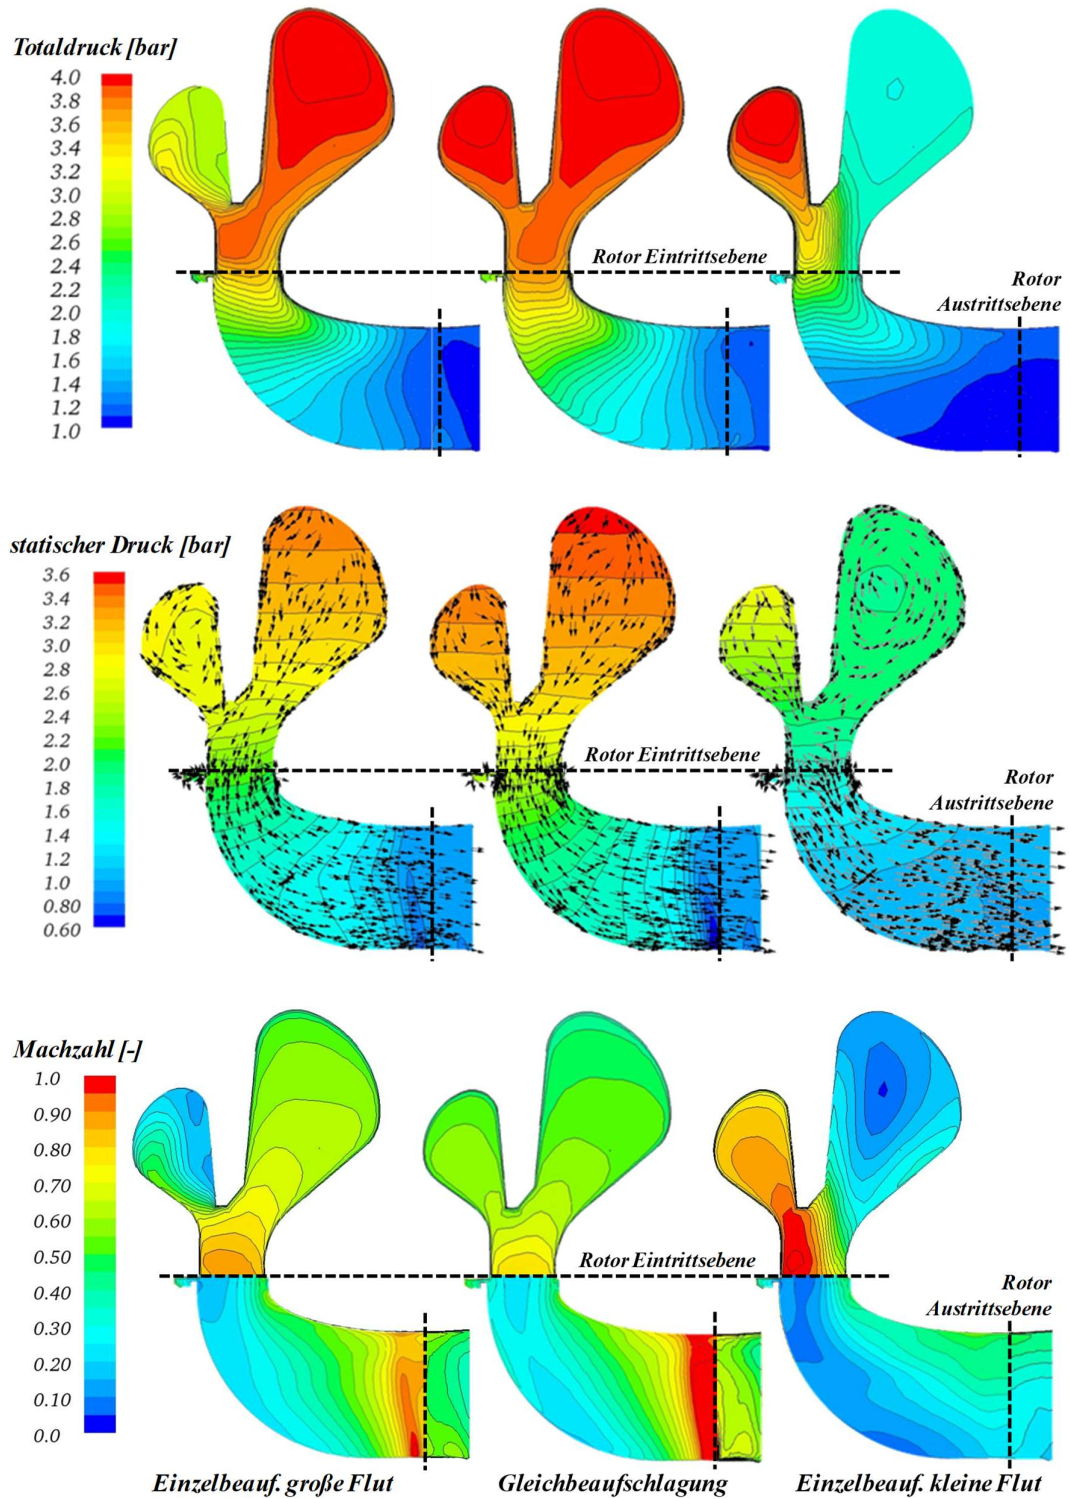 Totaldruck [bar]
4.0
3.8
3.6
3.4
3.2
3.0
2.8
2.6
2.4
2.2
2.0
1.8
1.6
1.4
1.2
1.0
Rotor Eintrittsebene
Rotor
Austrittsebene
statischer Druck [bar]
3.6
3.4
3.2
3.0
2.8
2.6
2.4
2.2
2.0
1.8
1.6
1.4
1.2
1.0
0.80
0.60
Rotor Eintrittsebene
Rotor
Austrittsebene
Machzahl [-]
1.0
0.90
0.80
0.70
0.60
0.50
0.40
0.30
0.20
0.10
0.0
Rotor Eintrittsebene
Rotor
Austrittsebene
Einzelbeauf. große Flut
Gleichbeaufschlagung
Einzelbeauf. kleine Flut